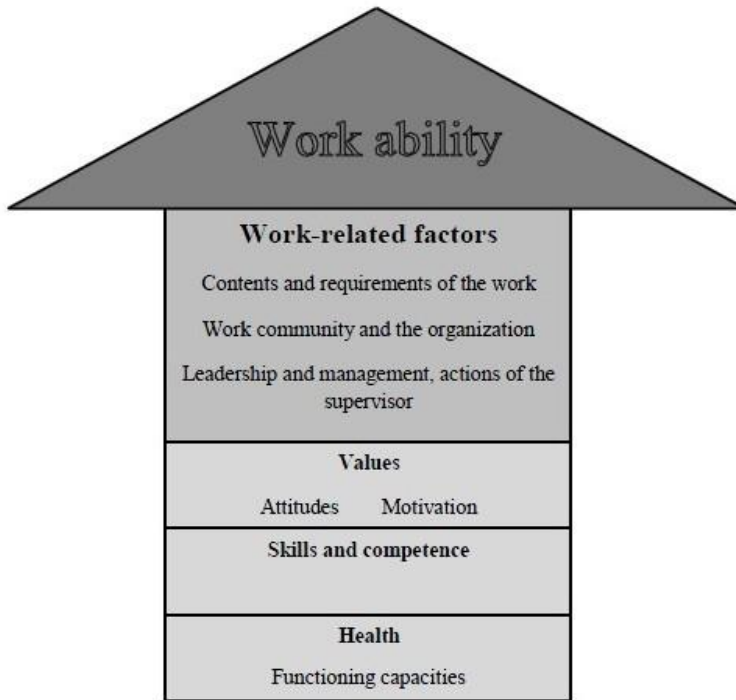 Work ability
Work-related factors
Contents and requirements of the work
Work community and the organization
Leadership and management, actions of the
supervisor
Values
Attitudes Motivation
Skills and competence
Health
Functioning capacities